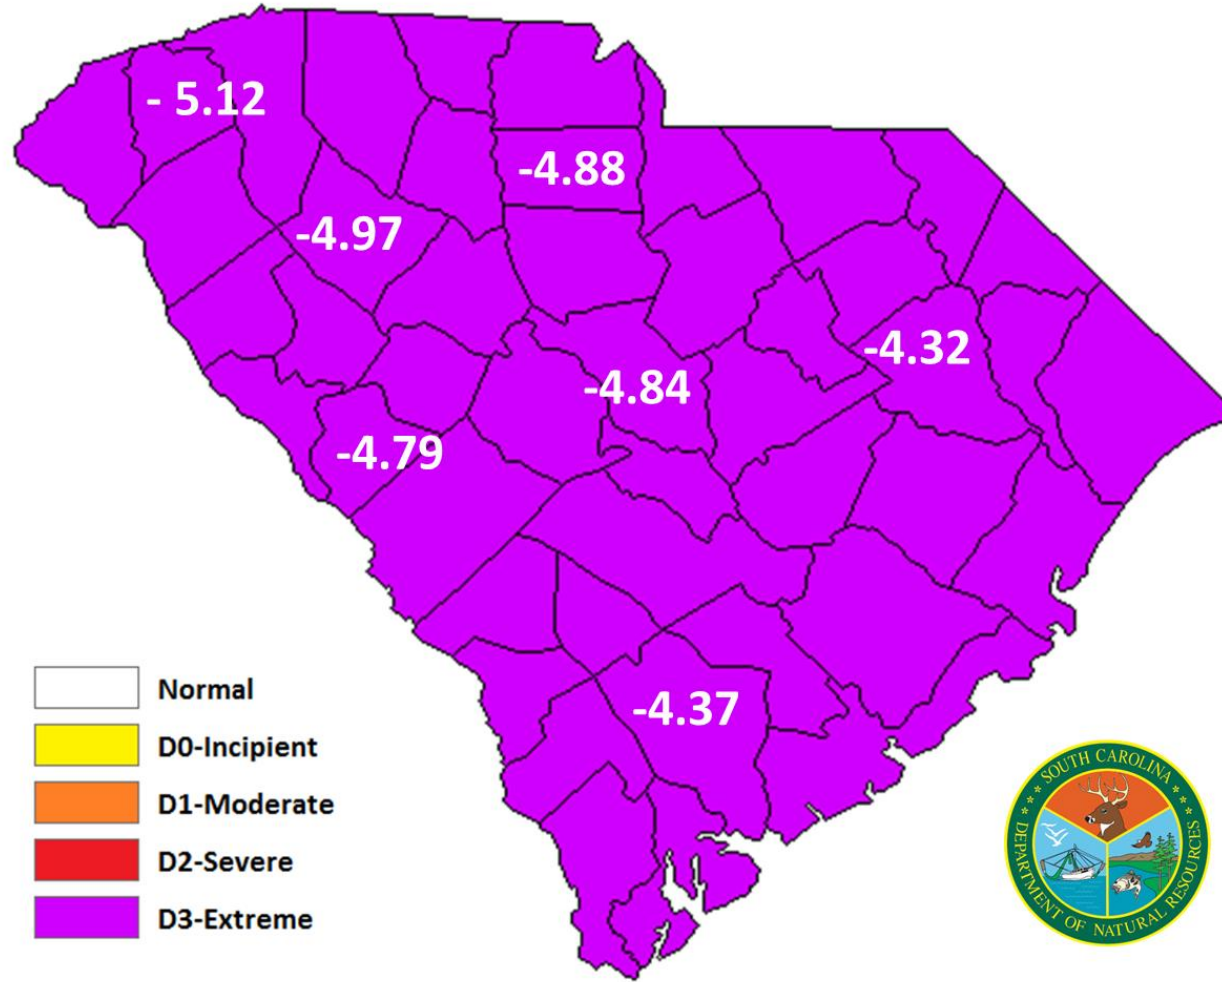 - 5.12
-4.88
-4.97
-4.32
-4.84
-4.79
-4.37
Normal
D0-Incipient
D1-Moderate
D2-Severe
D3-Extreme
SOUTH CAROLINA
DEPARTMENT OF NATURAL RESOURCES